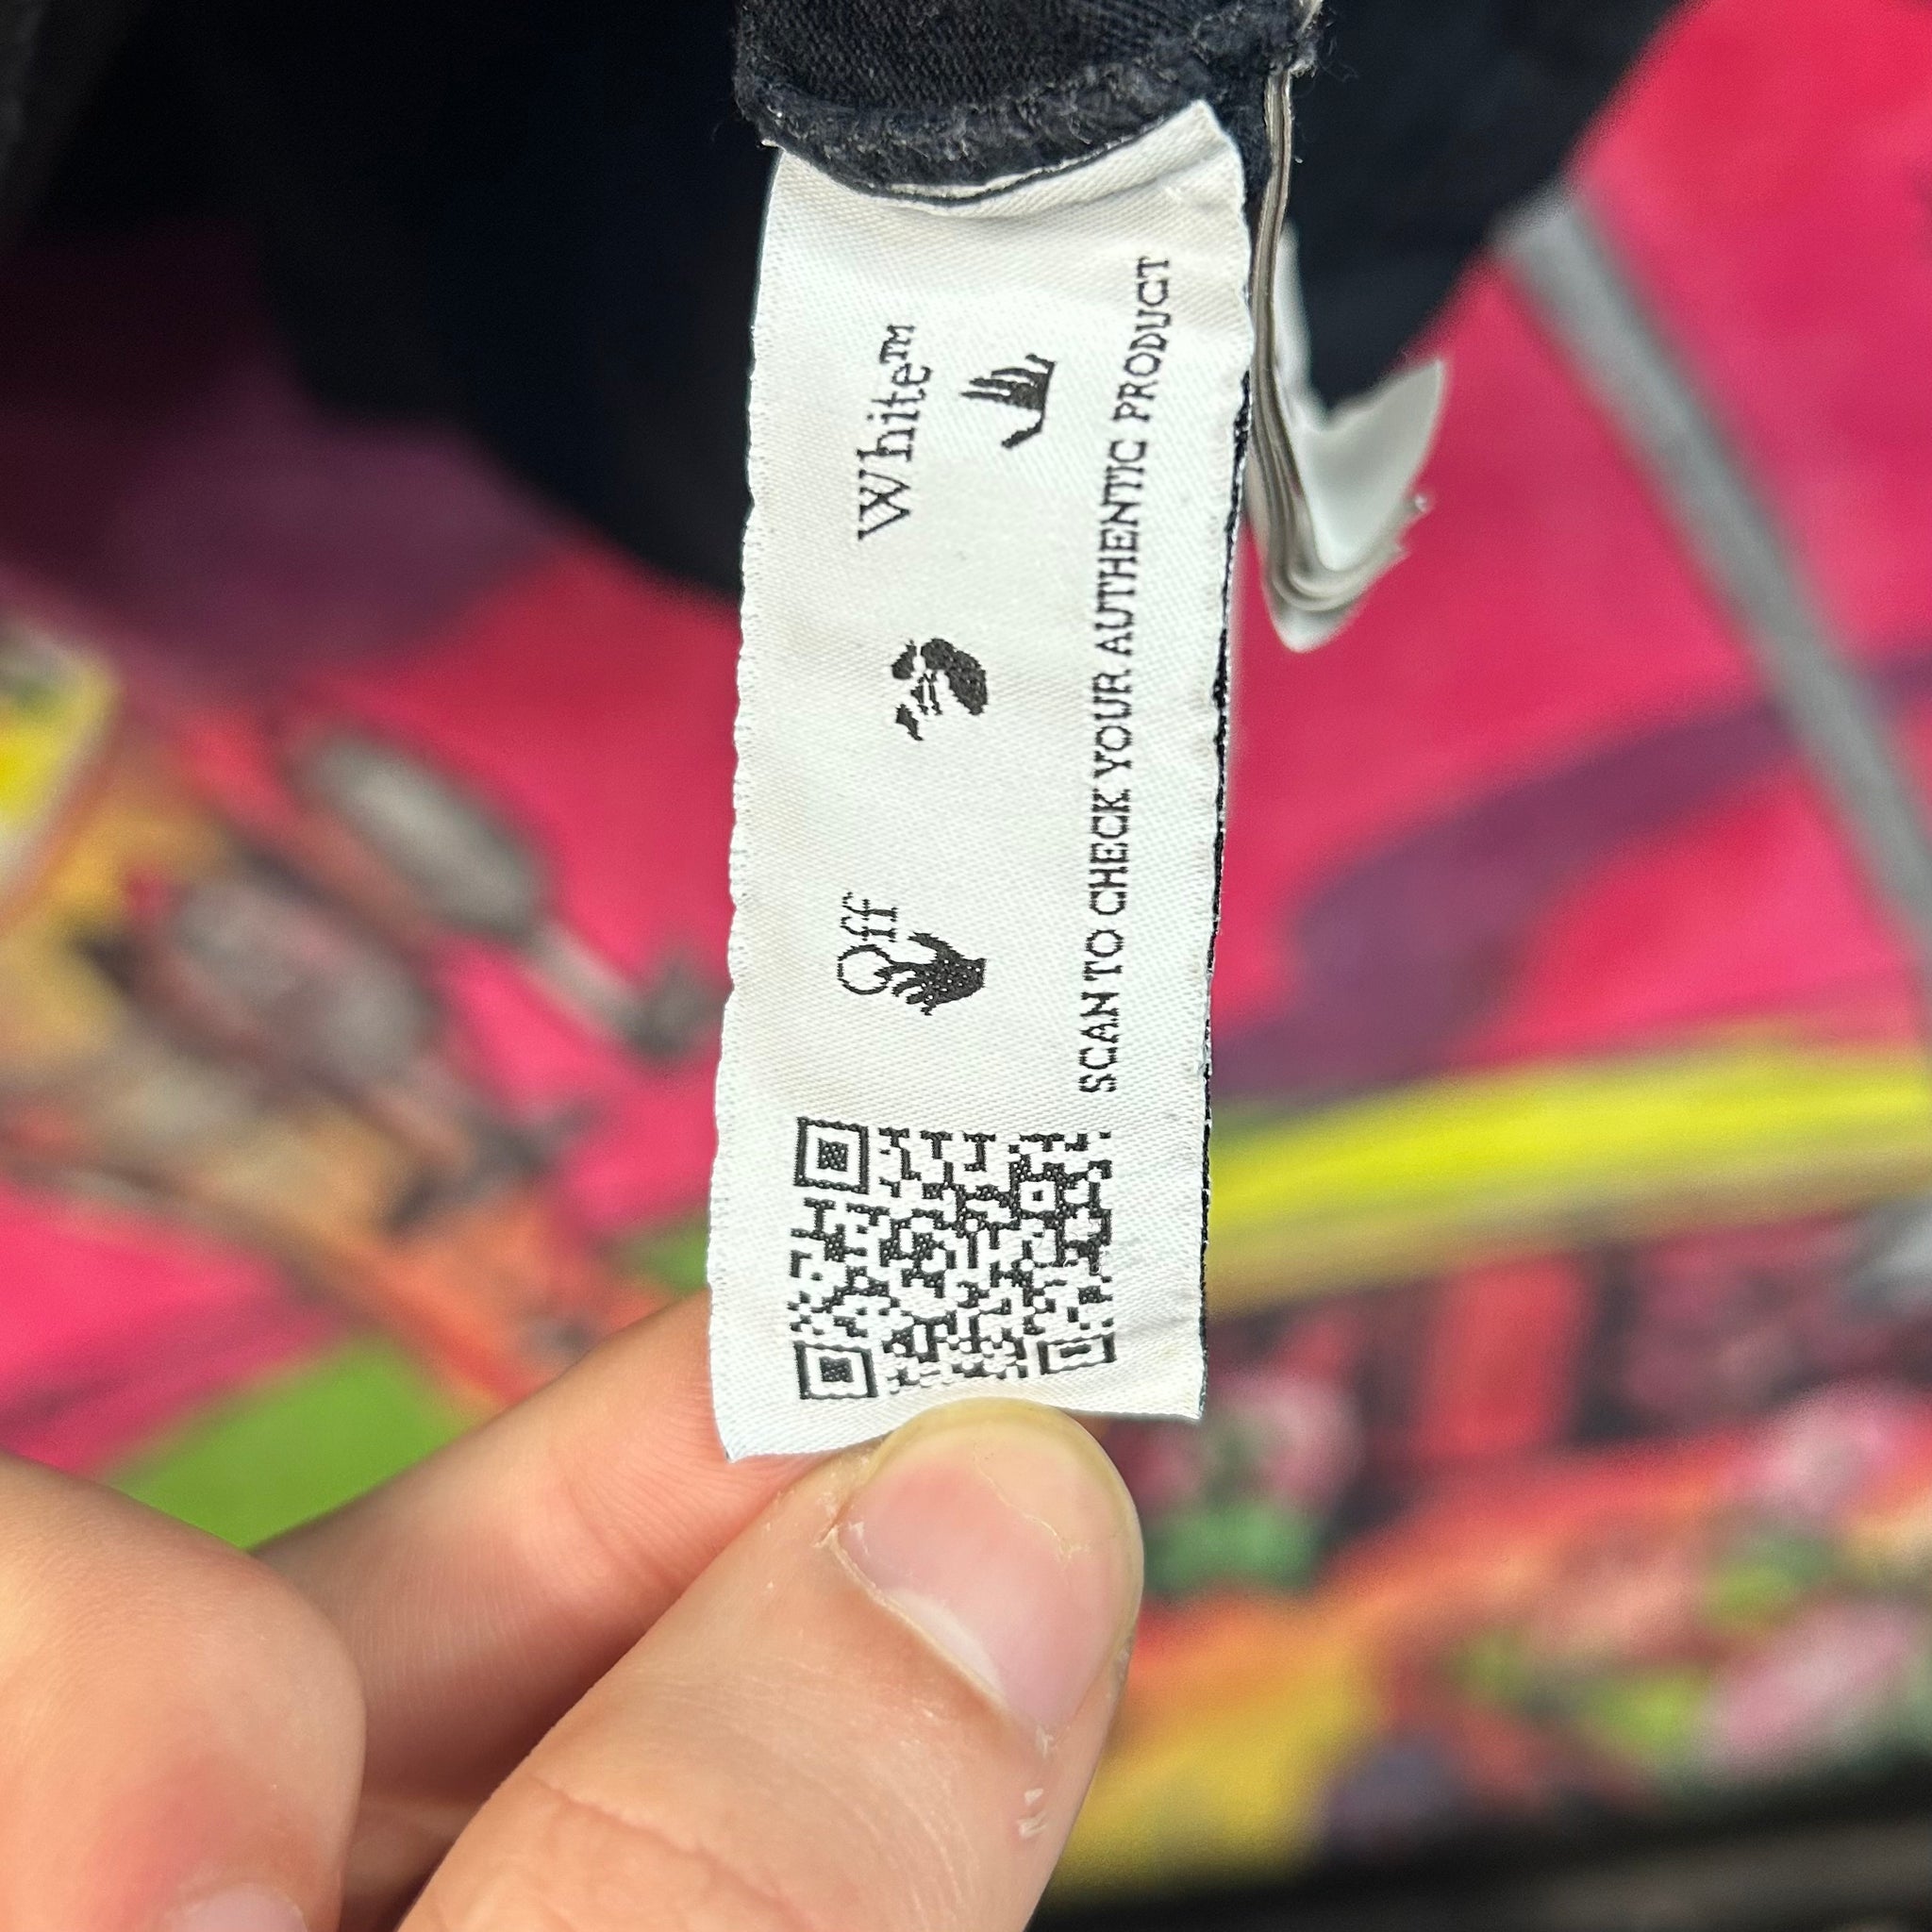 Off White™
SCAN TO CHECK YOUR AUTHENTIC PRODUCT